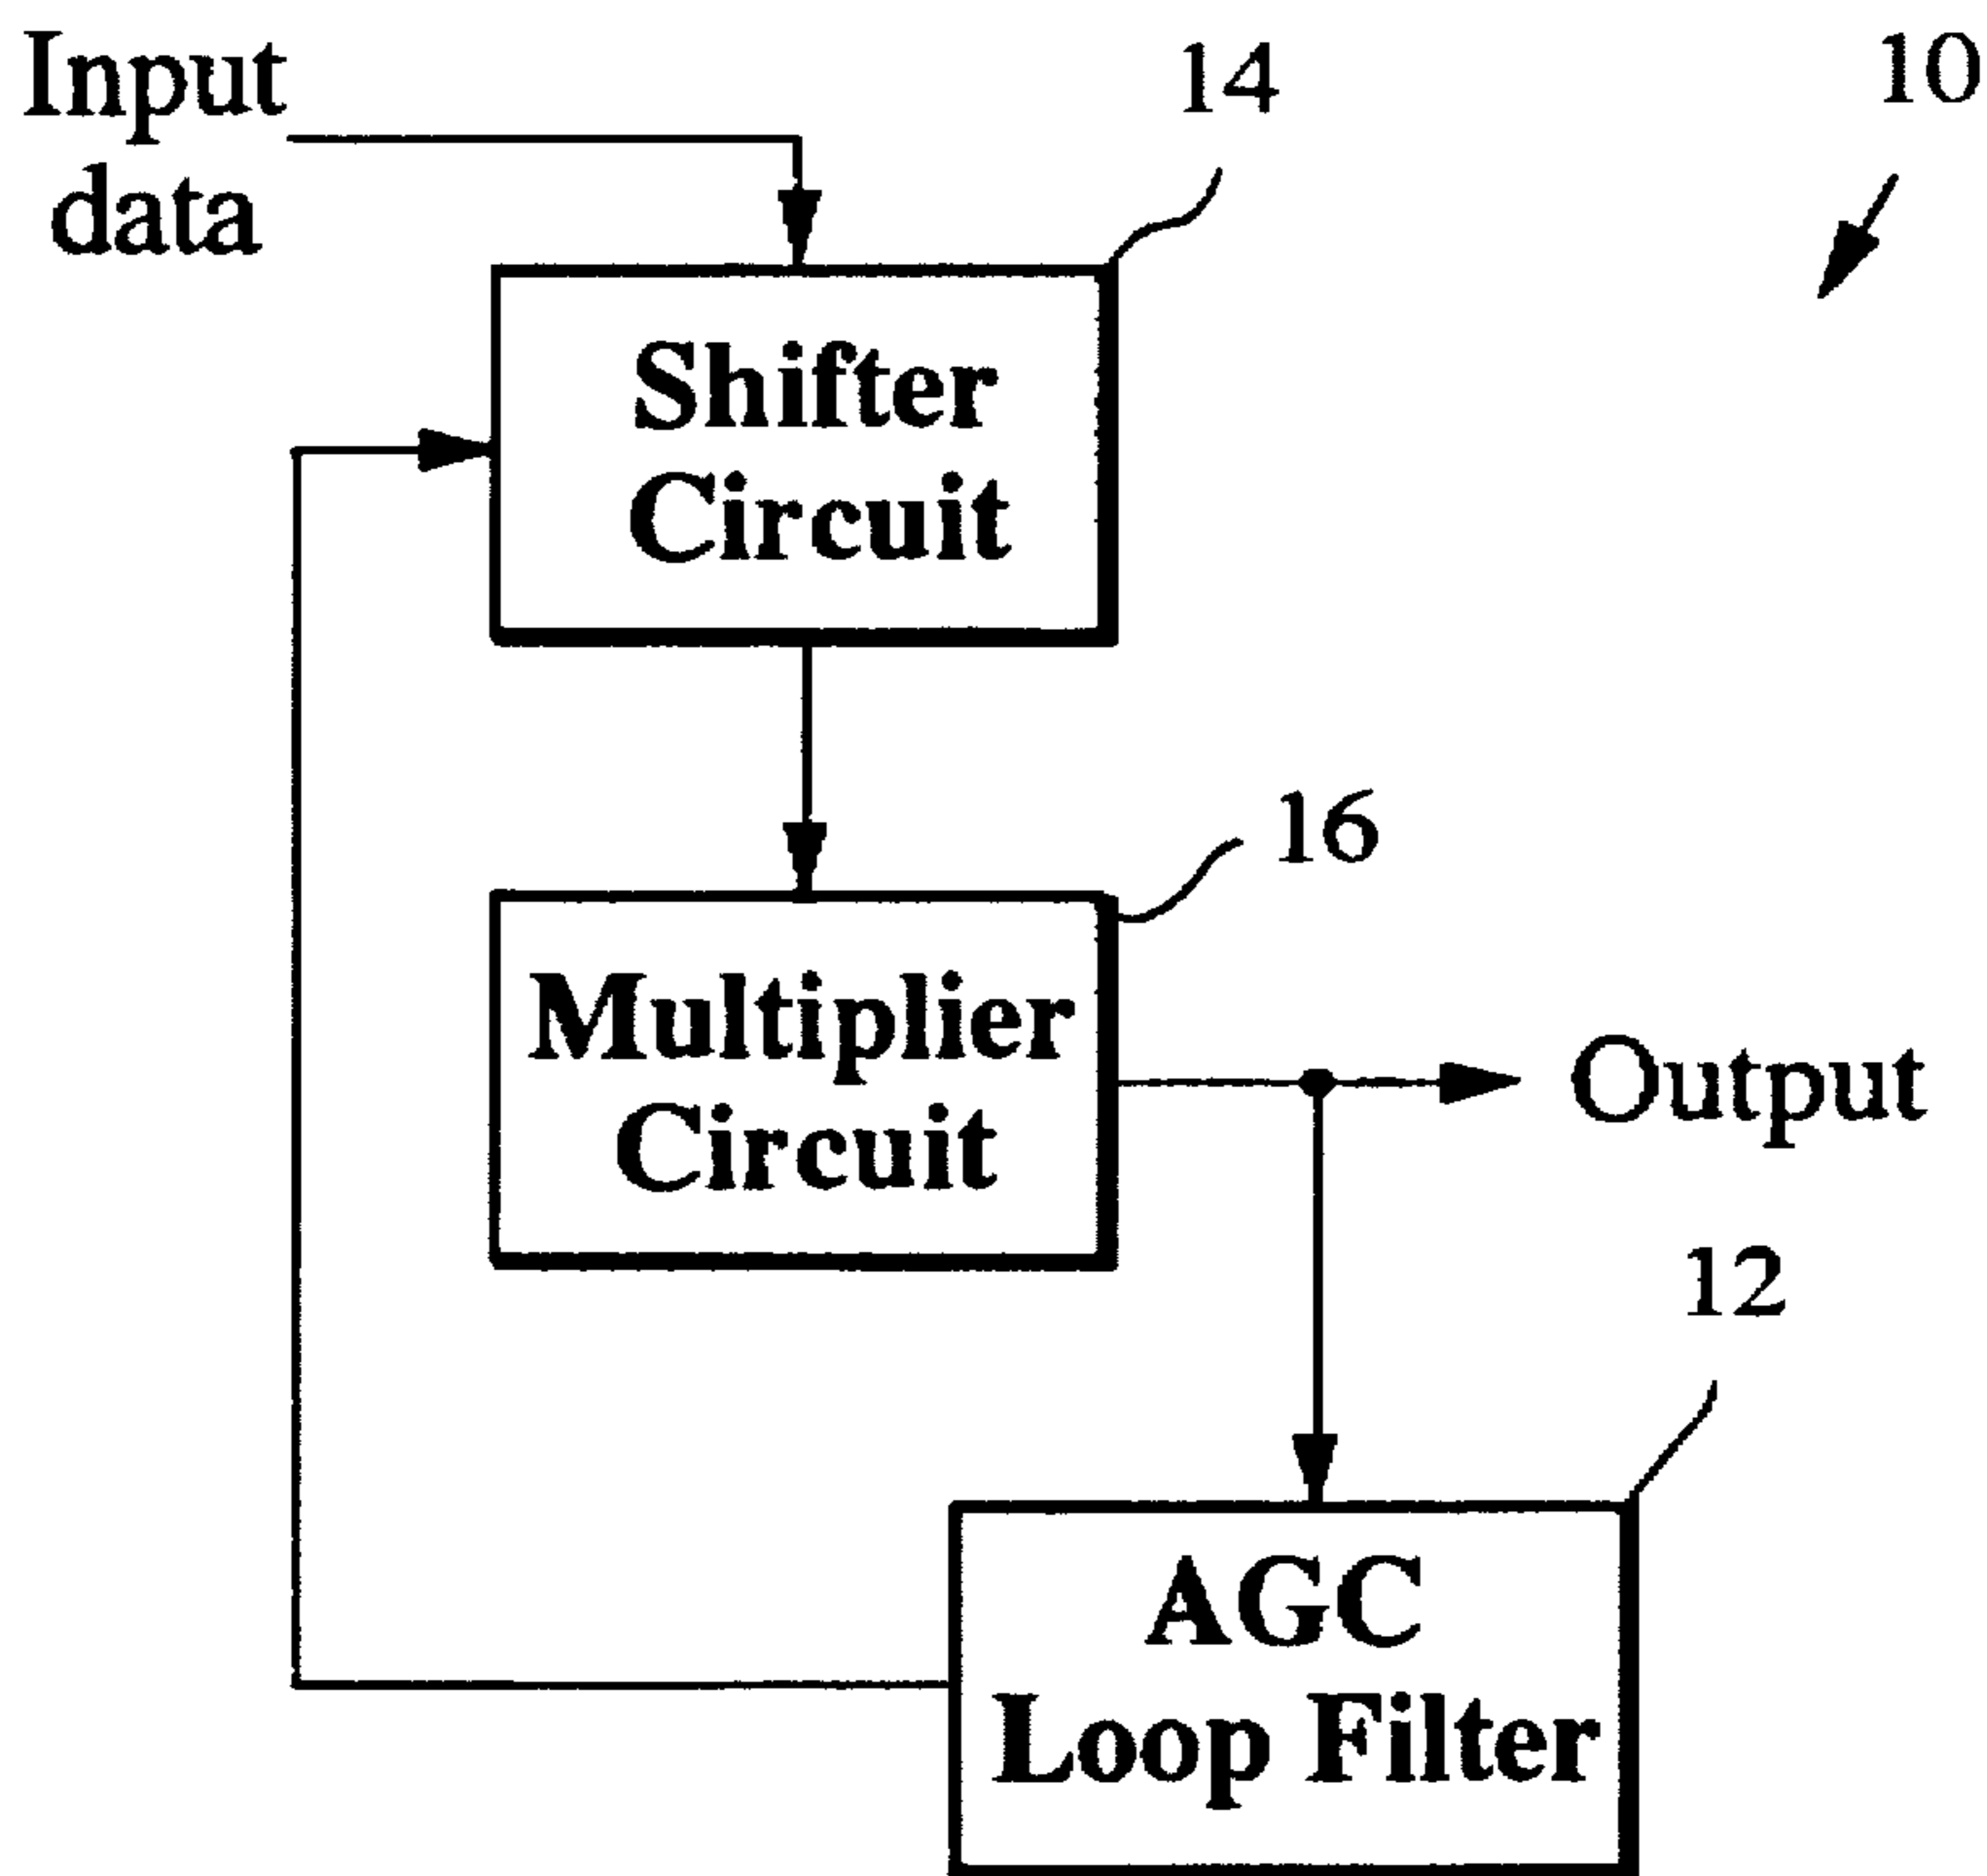 Input
data
14
10
Shifter
Circuit
16
Multiplier
Circuit
Output
12
AGC
Loop Filter